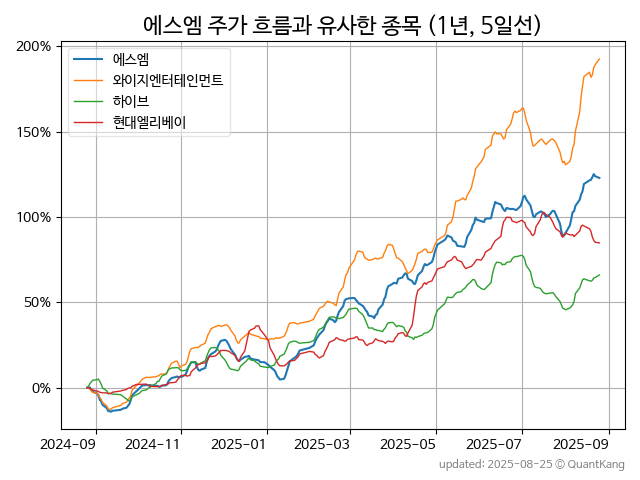 에스엠 주가 흐름과 유사한 종목 (1년, 5일선)
200%
150%
100%
50%
0%
에스엠
와이지엔터테인먼트
하이브
현대엘리베이
2024-09 2024-11 2025-01 2025-03 2025-05 2025-07 2025-09
updated: 2025-08-25 © QuantKang